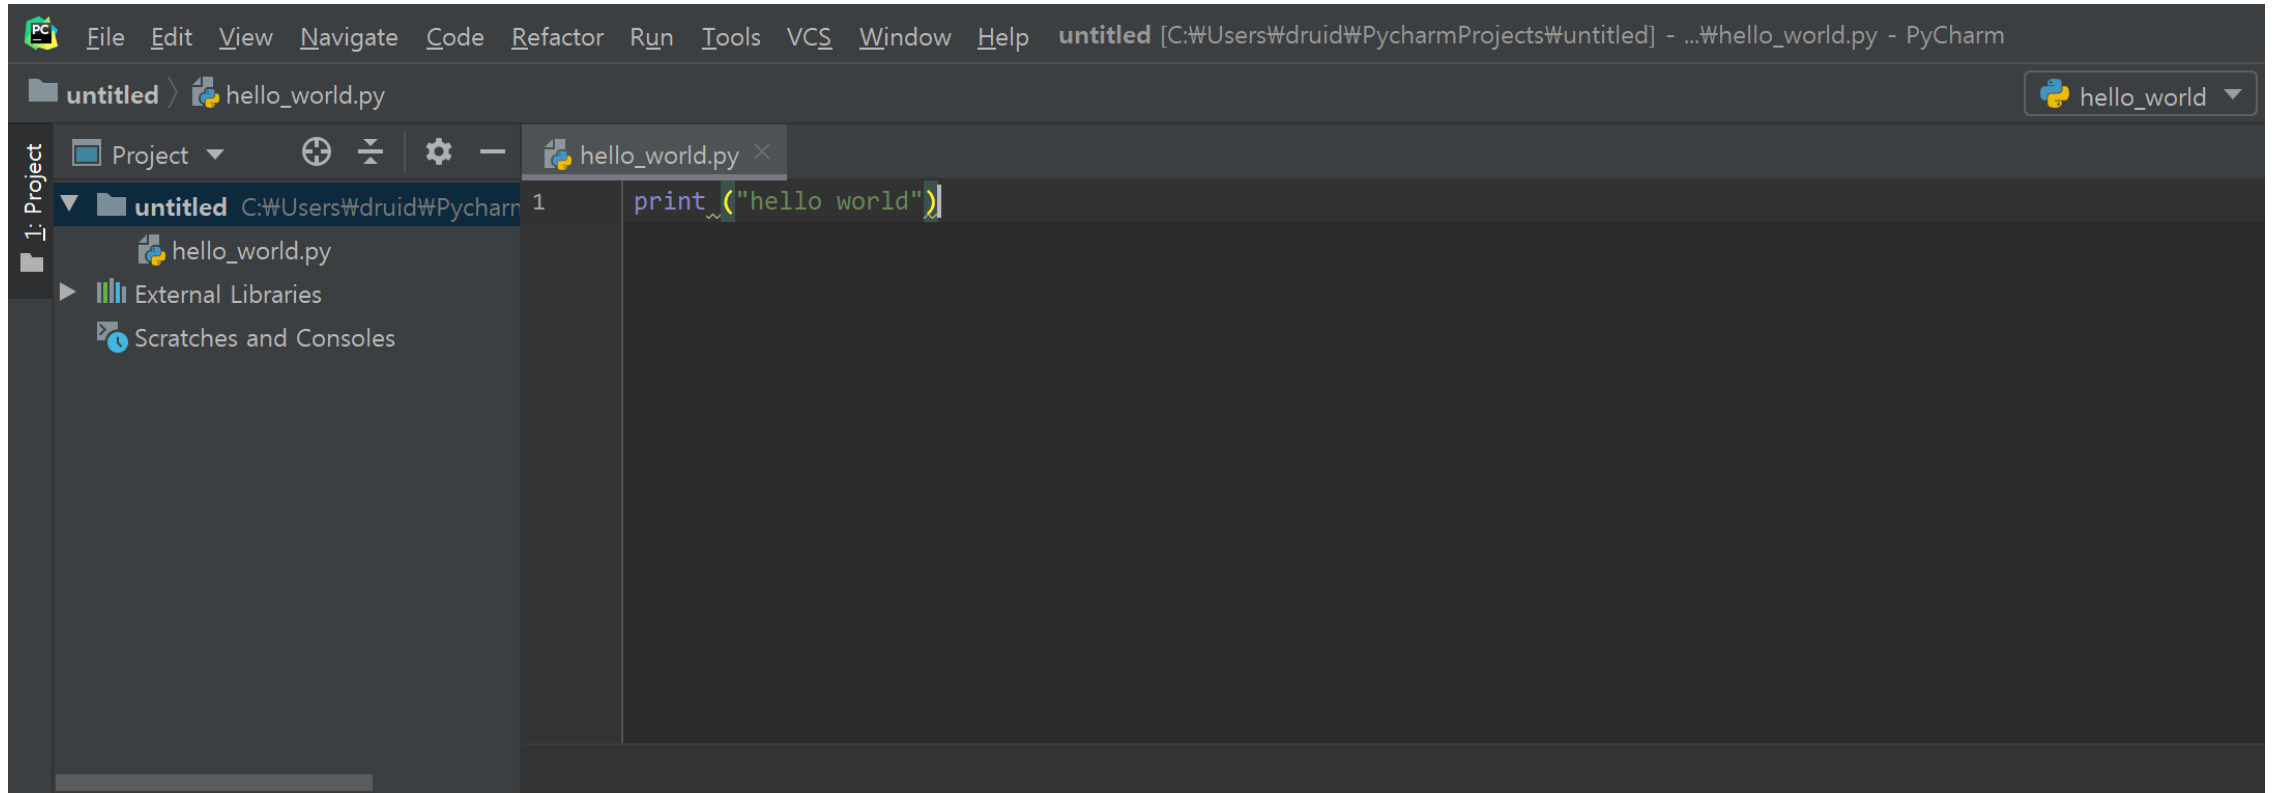 PC File Edit View Navigate Code Refactor Run Tools VCS Window Help untitled [C:₩Users₩druid₩PycharmProjects₩untitled] - ...₩hello_world.py - PyCharm
untitled hello_world.py hello_world
1: Project
Project
hello_world.py
untitled C:₩Users₩druid₩Pycharm
hello_world.py
External Libraries
Scratches and Consoles
1 print ("hello world")